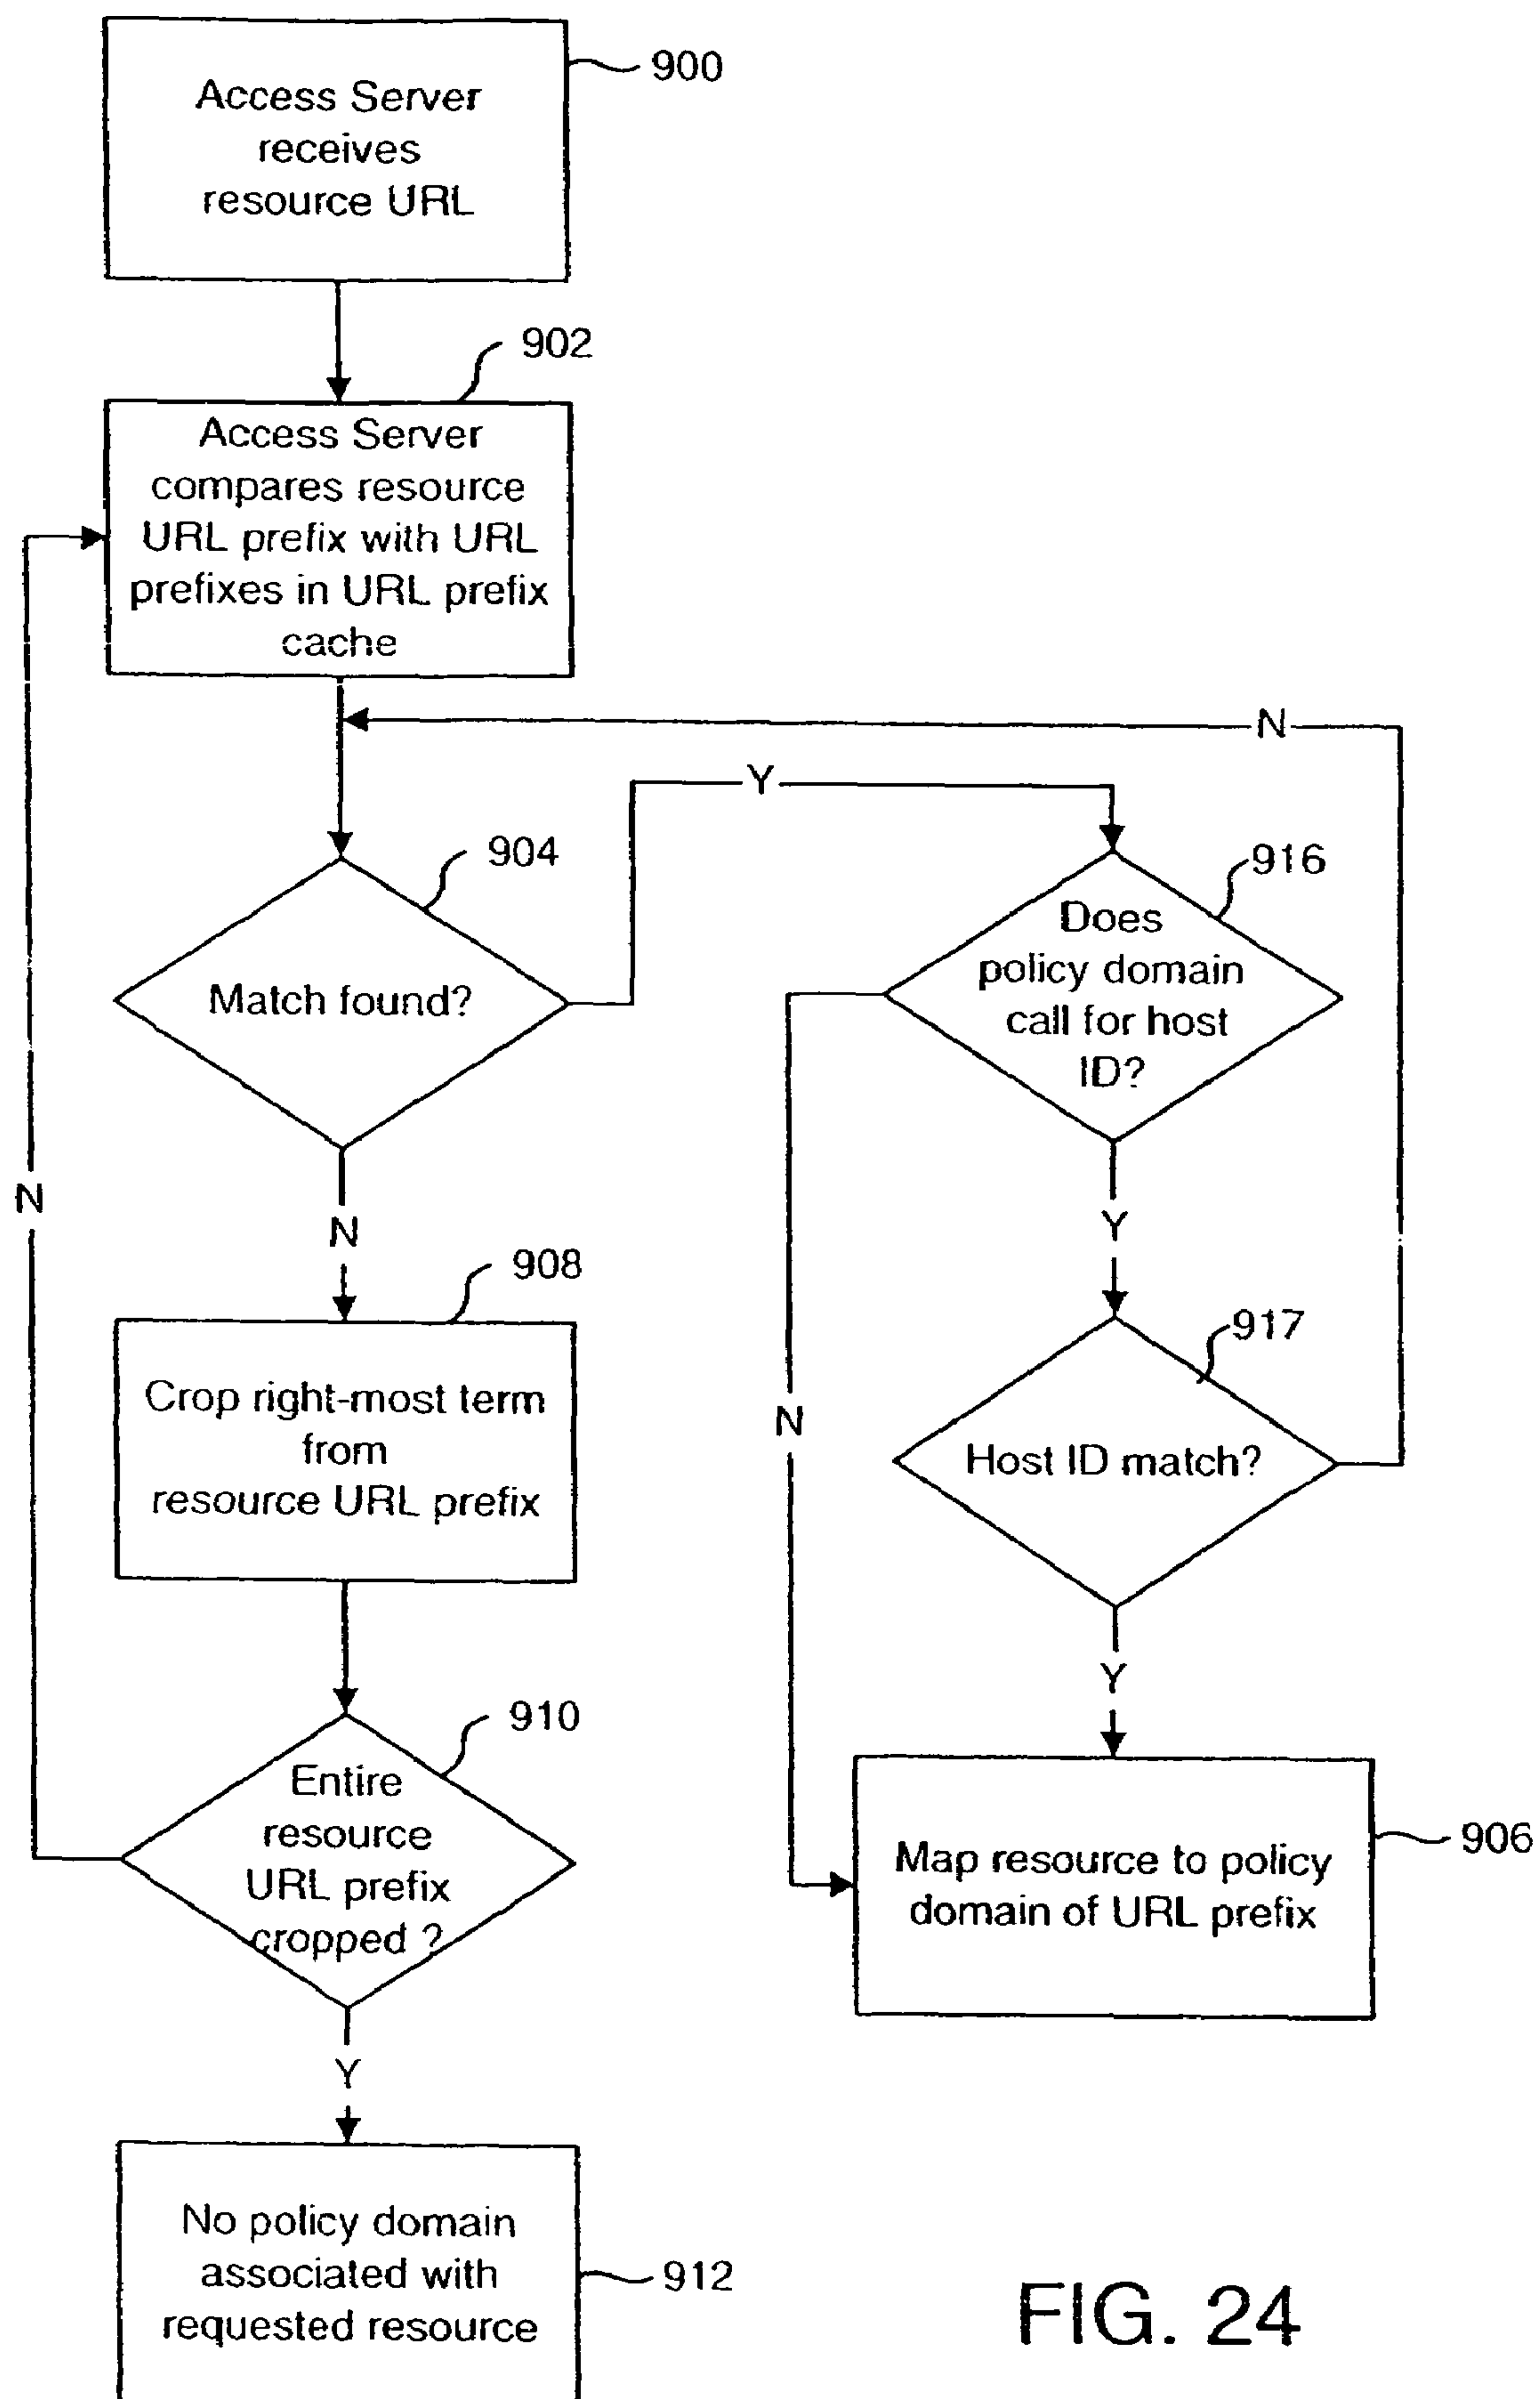 900
Access Server
receives
resource URL
902
Access Server
compares resource
URL prefix with URL
prefixes in URL prefix
cache
N
Y
904
Match found?
916
Does
policy domain
call for host
ID?
N
N
Y
908
Crop right-most term
from
resource URL prefix
917
Host ID match?
N
Y
910
Entire
resource
URL prefix
cropped ?
906
Map resource to policy
domain of URL prefix
Y
912
No policy domain
associated with
requested resource
FIG. 24